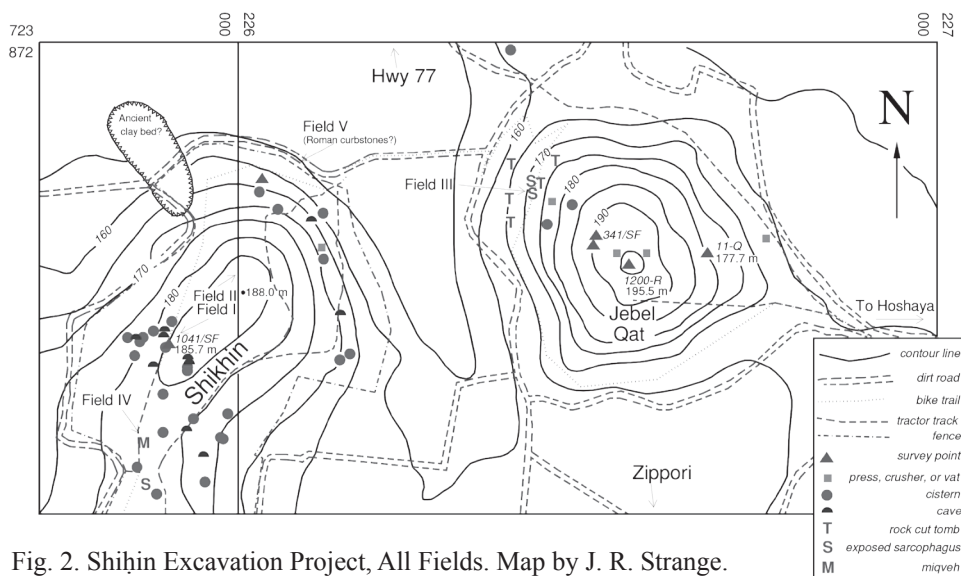 723
872
000
226
000
227
Hwy 77
N
Ancient
clay bed?
Field V
(Roman curbstones?)
160
170
180
190
Field III
T
T
T
S
T
S
T
T
341/SF
11-Q
177.7 m
1200-R
195.5 m
Jebel
Qat
To Hoshaya
160
170
180
Field II
Field I
188.0 m
1041/SF
185.7 m
Shikhin
Field IV
M
S
Zippori
contour line
dirt road
bike trail
tractor track
fence
survey point
press, crusher, or vat
cistern
cave
T rock cut tomb
S exposed sarcophagus
M miqveh
Fig. 2. Shiḥin Excavation Project, All Fields. Map by J. R. Strange.